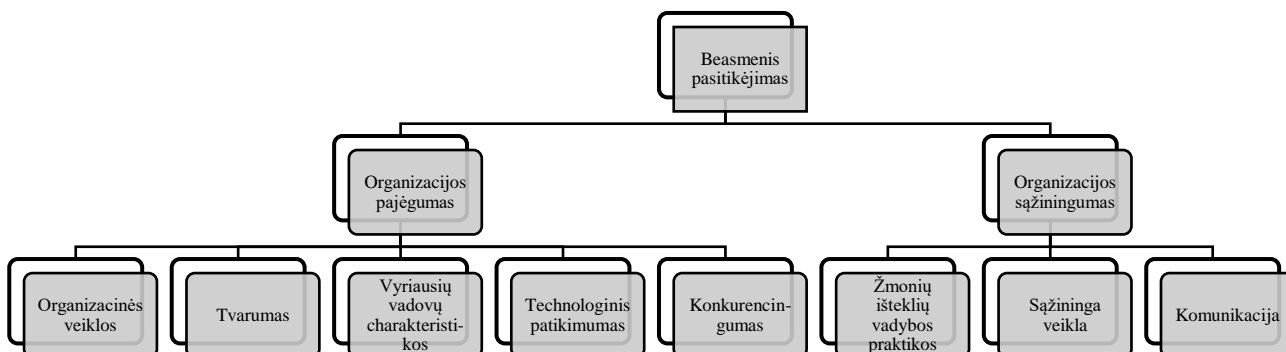 Beasmenis
pasitikėjimas
Organizacijos
pajėgumas
Organizacijos
sąžiningumas
Organizacinės
veiklos
Tvarumas
Vyriausių
vadovų
charakteristi-
kos
Technologinis
patikimumas
Konkurencin-
gumas
Žmonių
išteklių
vadybos
praktikos
Sąžininga
veikla
Komunikacija